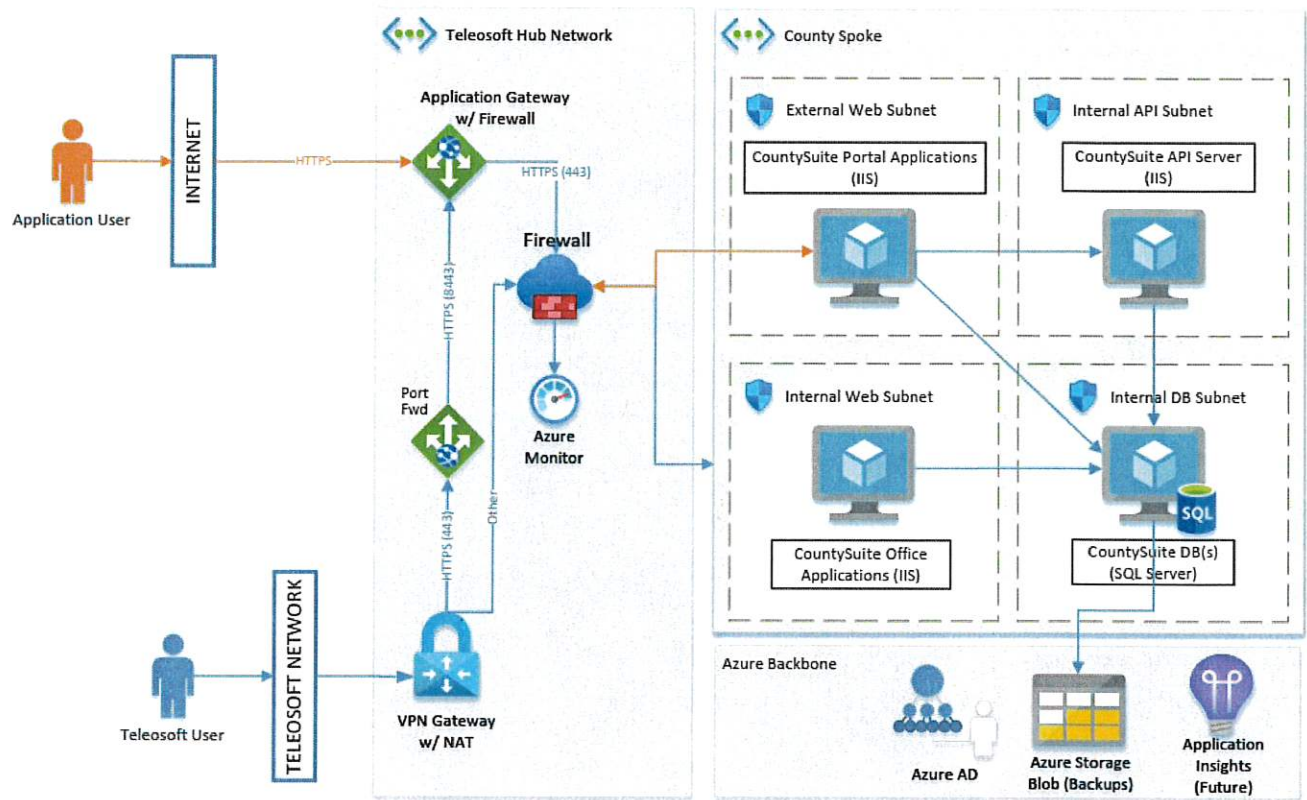 Teleosoft Hub Network
County Spoke
Application Gateway
w/ Firewall
External Web Subnet
Internal API Subnet
CountySuite Portal Applications
(IIS)
CountySuite API Server
(IIS)
INTERNET
HTTPS
HTTPS (443)
Application User
Firewall
HTTPS (8443)
Port
Fwd
Azure
Monitor
Internal Web Subnet
Internal DB Subnet
SQL
HTTPS (443)
Other
CountySuite Office
Applications (IIS)
CountySuite DB(s)
(SQL Server)
TELEOSOFT NETWORK
Teleosoft User
VPN Gateway
w/ NAT
Azure Backbone
Azure AD
Azure Storage
Blob (Backups)
Application
Insights
(Future)